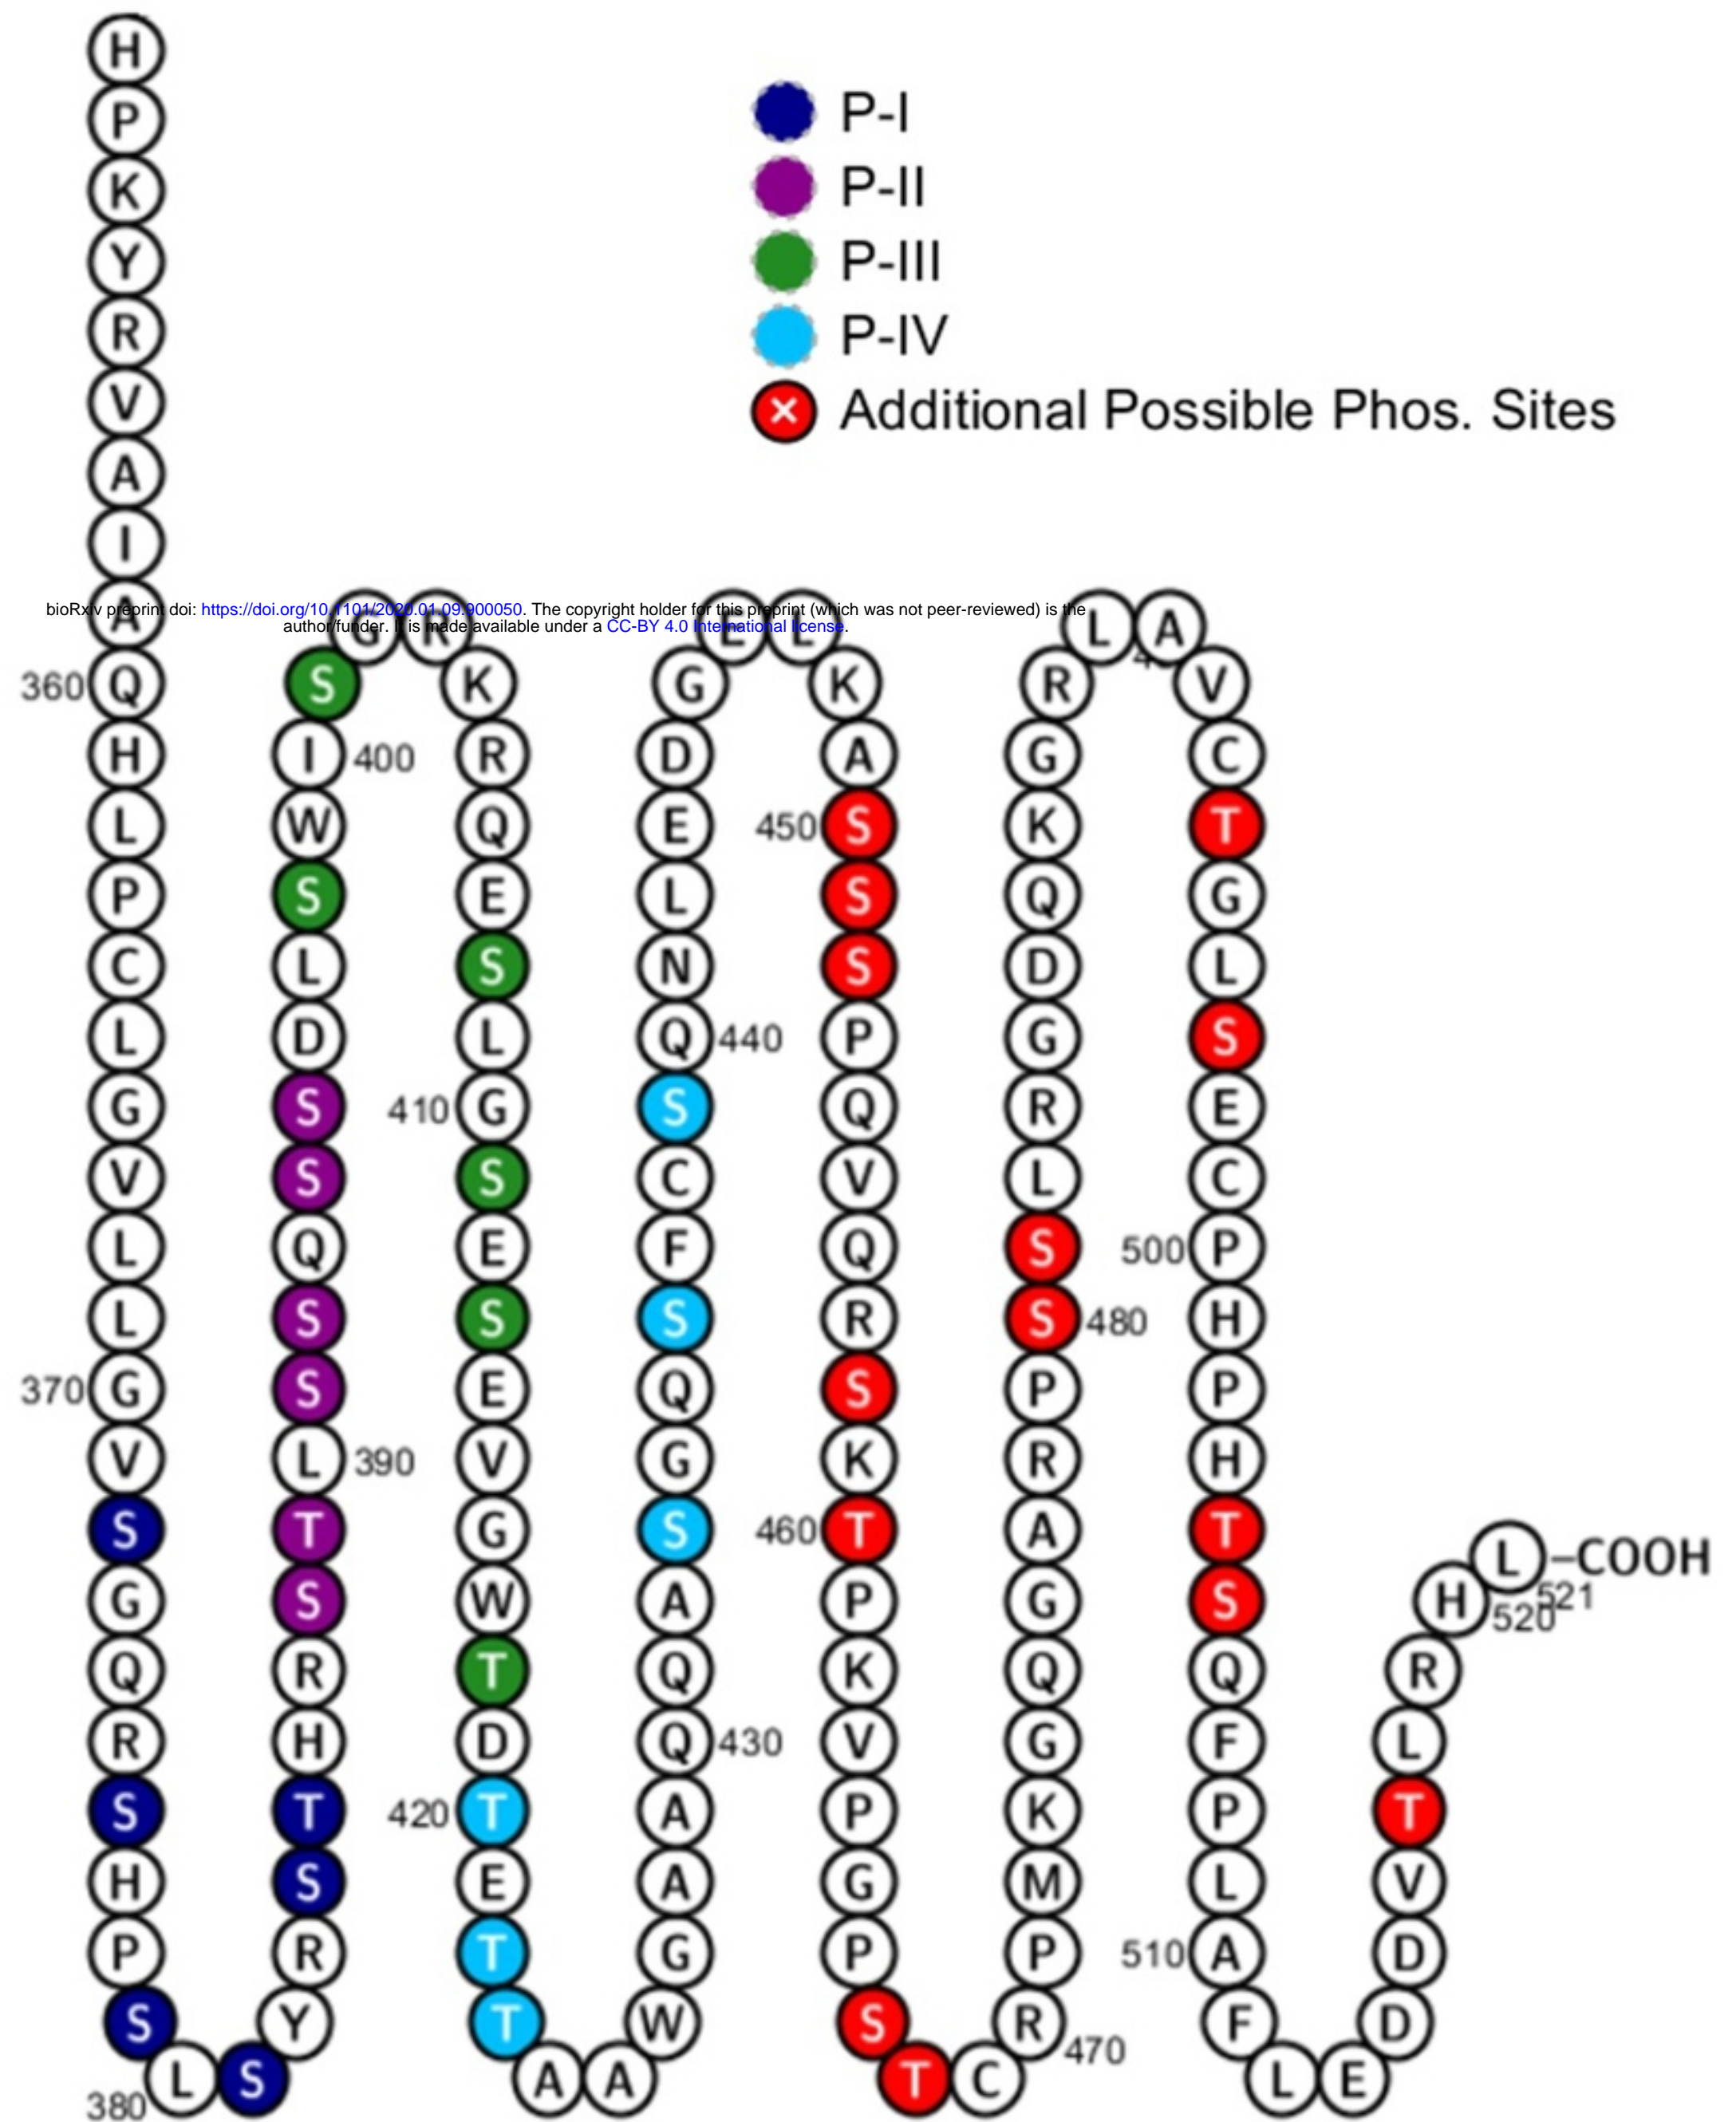 P-I
P-II
P-III
P-IV
× Additional Possible Phos. Sites
bioRxiv preprint doi: https://doi.org/10.1101/2020.01.09.900050. The copyright holder for this preprint (which was not peer-reviewed) is the
author/funder. It is made available under a CC-BY 4.0 International license.
H P K Y R V A I A
360 Q H L P C L G V L L
370 G V S G Q R S H P S
380 L S Y R S T H R S T
L 390 S S Q S S D L S W
I 400 S G R K R Q E S L
410 G S E S E V G W T D
420 T E T T A A W G A A
Q 430 Q A S G Q S F C S
Q 440 N L E D G E L K A
450 S S S P Q V Q R S K
460 T P K V P G P S T C
R 470 P M K G Q G A R P
S 480 S L R G D Q K G R
L A V C T G L S E C
500 P H P H T S Q F P L
510 A F L E D D V T L R
H 520
L 521 –COOH